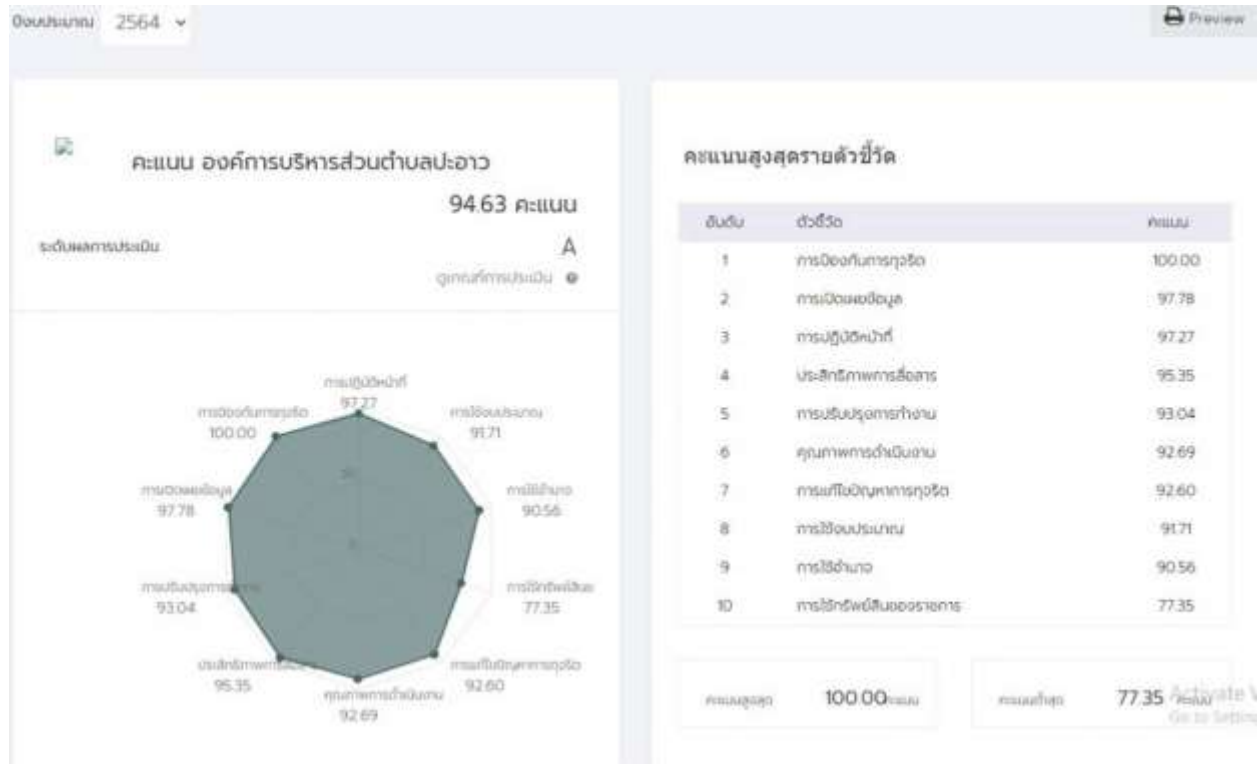 ปีงบประมาณ 2564
Preview
คะแนน องค์การบริหารส่วนตำบลปะอาว
94.63 คะแนน
ระดับผลการประเมิน A
ดูเกณฑ์การประเมิน
การปฏิบัติหน้าที่
97.27
การป้องกันการทุจริต
100.00
การใช้งบประมาณ
91.71
การเปิดเผยข้อมูล
97.78
การใช้อำนาจ
90.56
50
0
93.04
การใช้ทรัพย์สินข
77.35
95.35
การแก้ไขปัญหาการทุจริต
92.60
คุณภาพการดำเนินงาน
92.69
คะแนนสูงสุดรายตัวชี้วัด
อันดับ ตัวชี้วัด คะแนน
1 การป้องกันการทุจริต 100.00
2 การเปิดเผยข้อมูล 97.78
3 การปฏิบัติหน้าที่ 97.27
4 ประสิทธิภาพการสื่อสาร 95.35
5 การปรับปรุงการทำงาน 93.04
6 คุณภาพการดำเนินงาน 92.69
7 การแก้ไขปัญหาการทุจริต 92.60
8 การใช้งบประมาณ 91.71
9 การใช้อำนาจ 90.56
10 การใช้ทรัพย์สินของราชการ 77.35
คะแนนสูงสุด 100.00 คะแนน
คะแนนต่ำสุด 77.35 คะแนน
Activate
Go to Setting